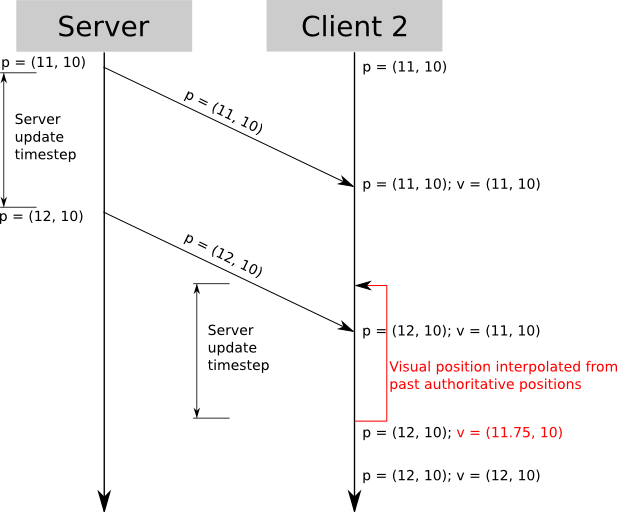 Server
Client 2
p = (11, 10)
p = (11, 10)
p = (11, 10)
Server
update
timestep
p = (11, 10); v = (11, 10)
p = (12, 10)
p = (12, 10)
p = (12, 10); v = (11, 10)
Server
update
timestep
Visual position interpolated from
past authoritative positions
p = (12, 10); v = (11.75, 10)
p = (12, 10); v = (12, 10)